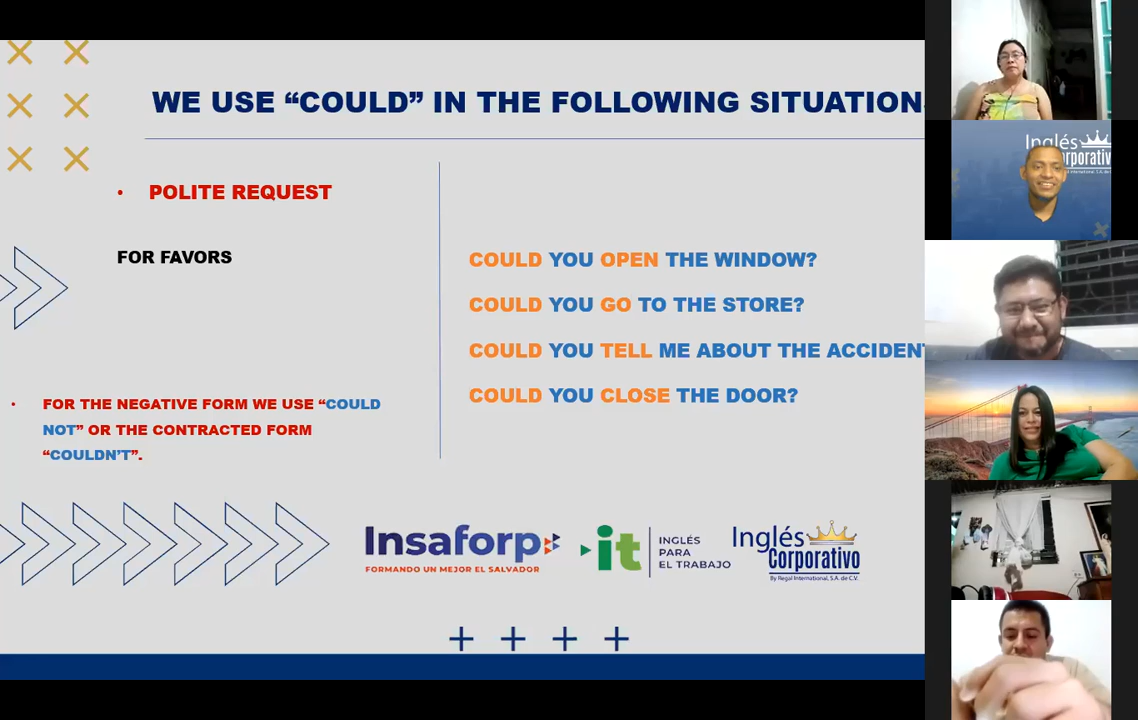 WE USE “COULD” IN THE FOLLOWING SITUATION
• POLITE REQUEST
FOR FAVORS
• FOR THE NEGATIVE FORM WE USE “COULD
NOT” OR THE CONTRACTED FORM
“COULDN’T”.
COULD YOU OPEN THE WINDOW?
COULD YOU GO TO THE STORE?
COULD YOU TELL ME ABOUT THE ACCIDENT
COULD YOU CLOSE THE DOOR?
Insaforp
FORMANDO UN MEJOR EL SALVADOR
it
INGLÉS
PARA
EL TRABAJO
Inglés
Corporativo
By Regal International, S.A. de C.V.
Inglés